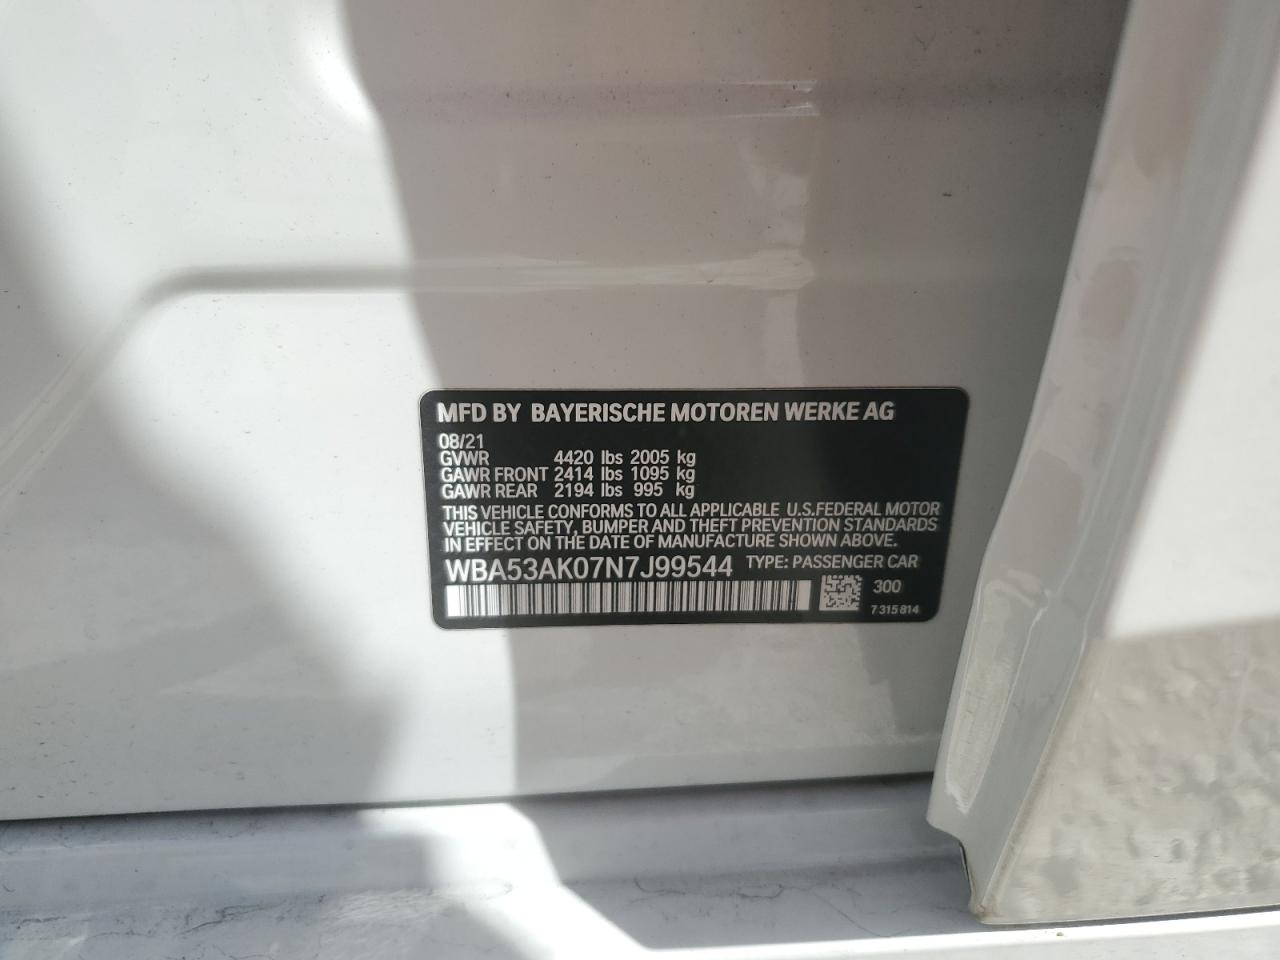 MFD BY BAYERISCHE MOTOREN WERKE AG
08/21
GVWR 4420 lbs 2005 kg
GAWR FRONT 2414 lbs 1095 kg
GAWR REAR 2194 lbs 995 kg
THIS VEHICLE CONFORMS TO ALL APPLICABLE U.S.FEDERAL MOTOR
VEHICLE SAFETY, BUMPER AND THEFT PREVENTION STANDARDS
IN EFFECT ON THE DATE OF MANUFACTURE SHOWN ABOVE.
WBA53AK07N7J99544 TYPE: PASSENGER CAR
300
7 315 814